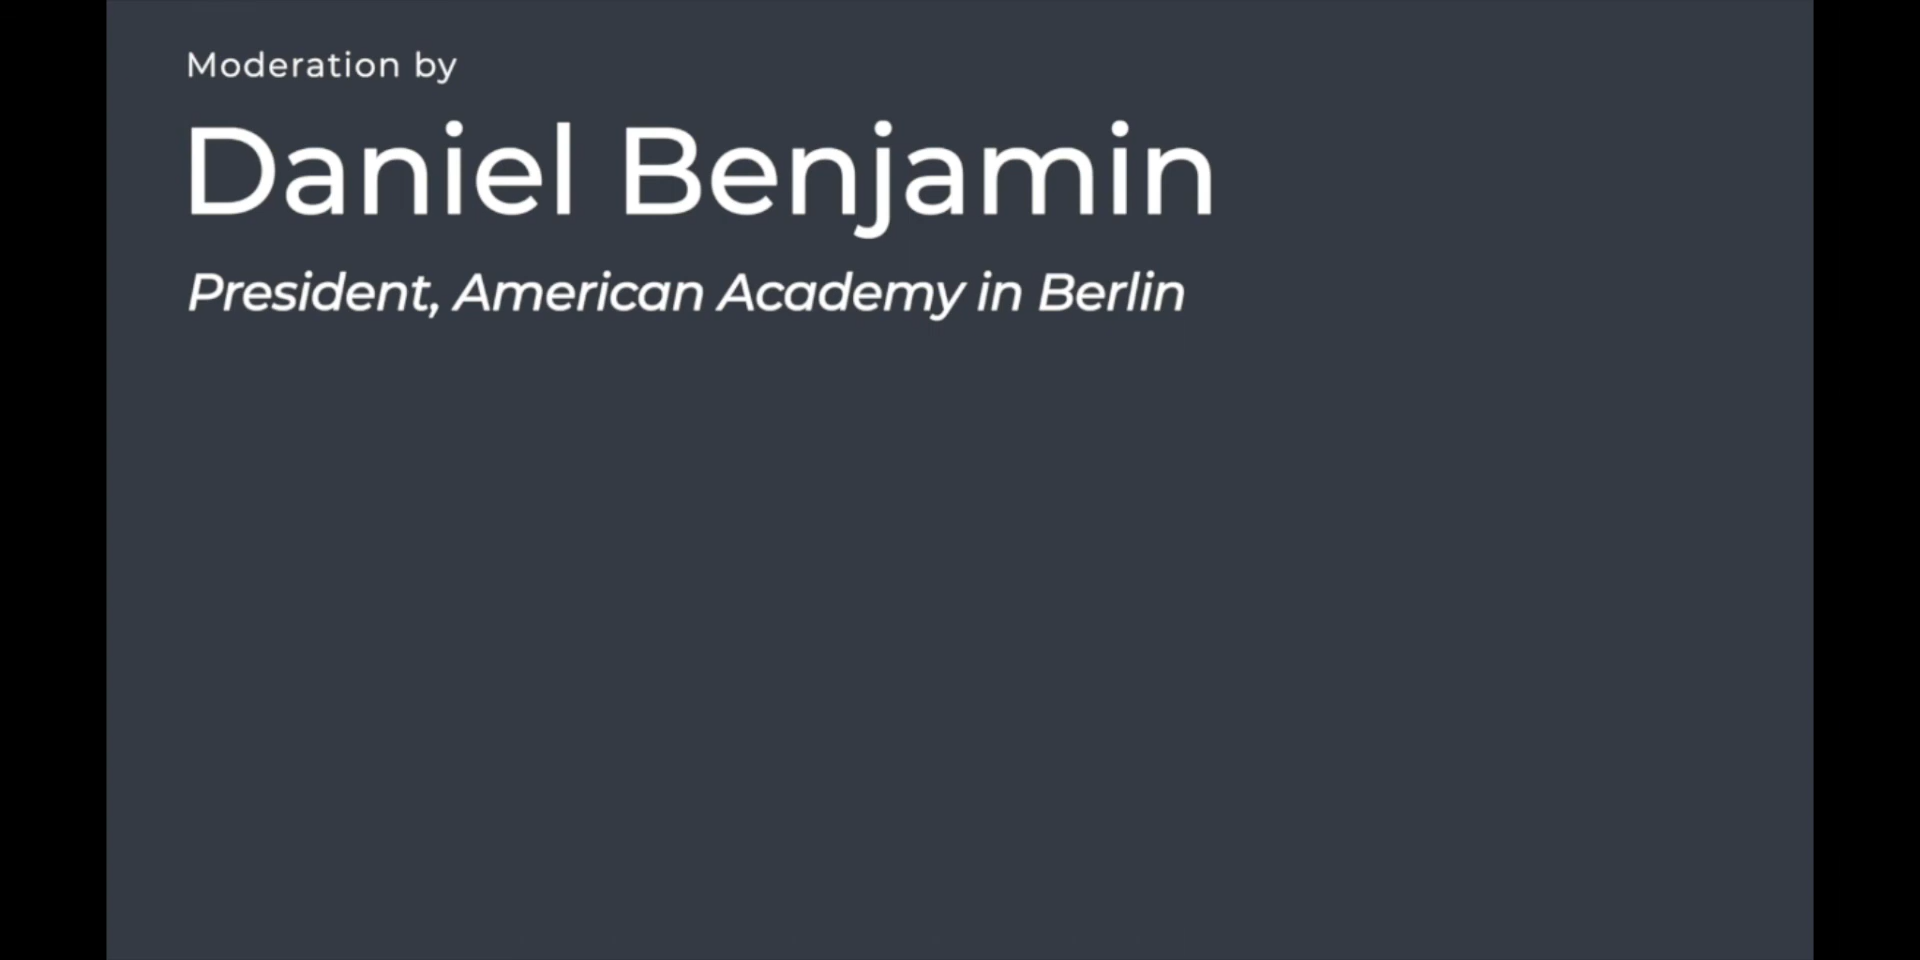 Moderation by
Daniel Benjamin
President, American Academy in Berlin